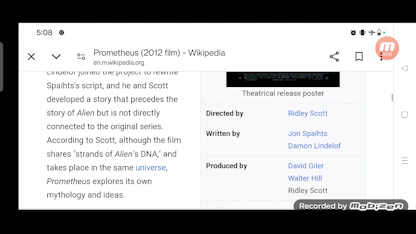 5:08
Prometheus (2012 film) – Wikipedia
en.m.wikipedia.org
Lindelof joined the project to rewrite
Spaihts's script, and he and Scott
developed a story that precedes the
story of Alien but is not directly
connected to the original series.
According to Scott, although the film
shares "strands of Alien's DNA," and
takes place in the same universe,
Prometheus explores its own
mythology and ideas.
Theatrical release poster
Directed by Ridley Scott
Written by Jon Spaihts
Damon Lindelof
Produced by David Giler
Walter Hill
Ridley Scott
Recorded by Mobizen